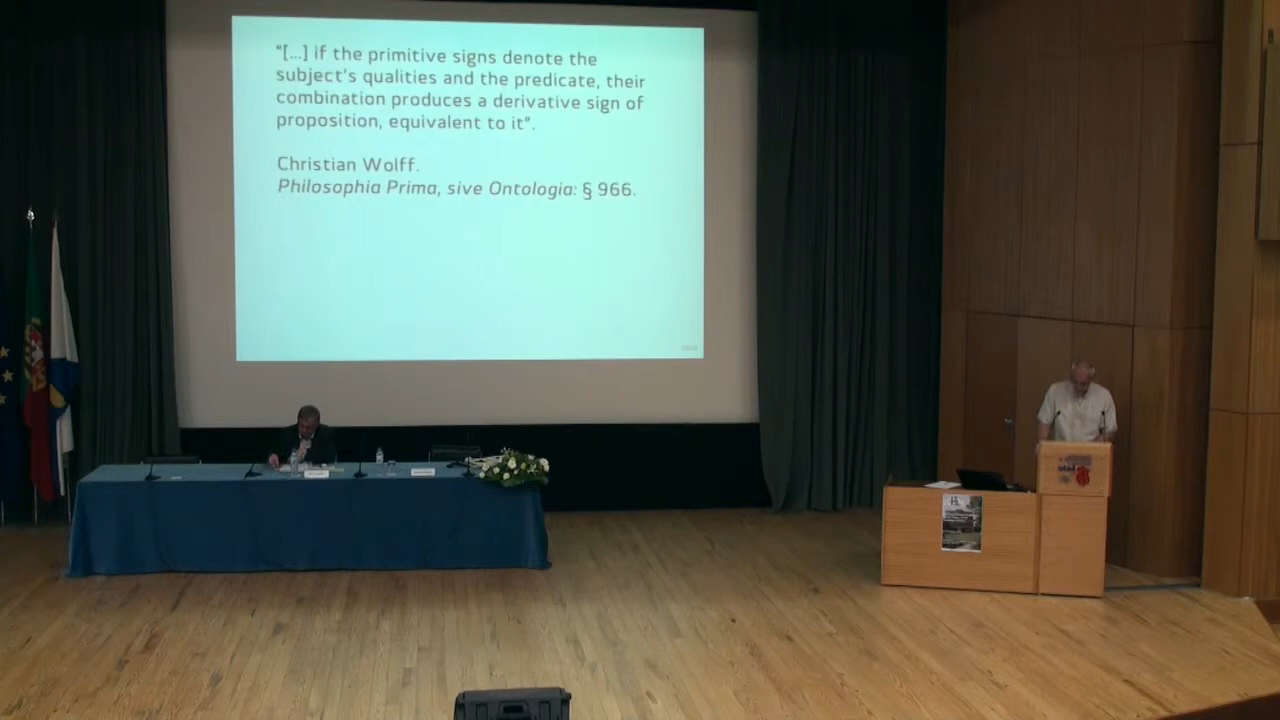 "[...] if the primitive signs denote the
subject's qualities and the predicate, their
combination produces a derivative sign of
proposition, equivalent to it".
Christian Wolff.
Philosophia Prima, sive Ontologia: § 966.